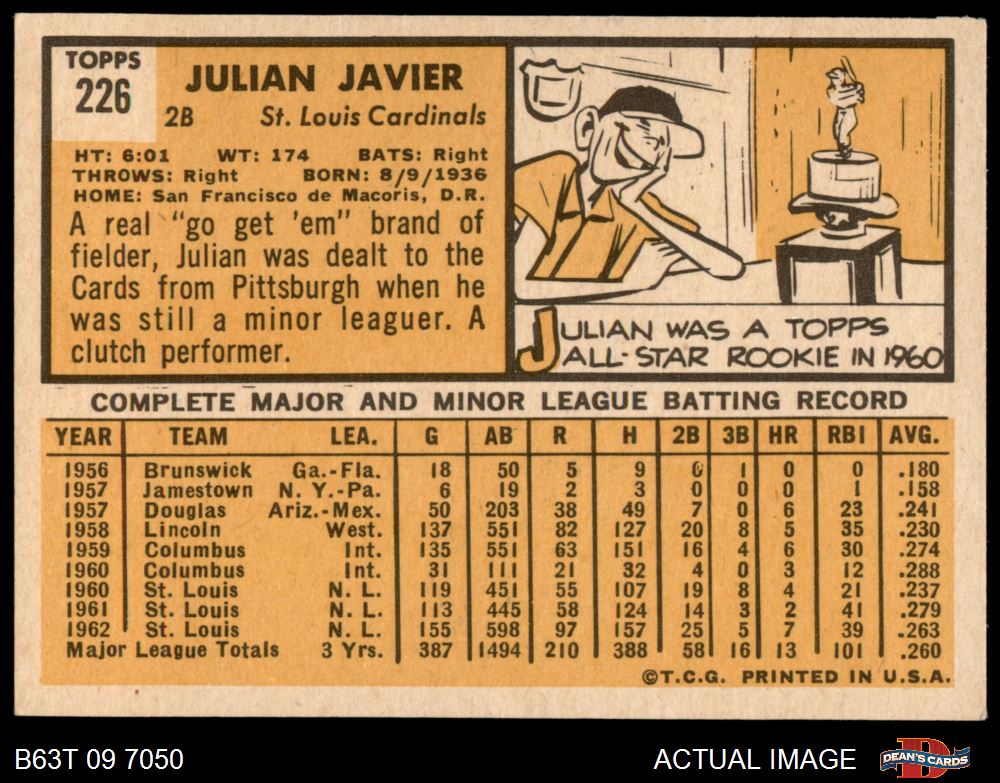 TOPPS
226
JULIAN JAVIER
2B St. Louis Cardinals
HT: 6:01 WT: 174 BATS: Right
THROWS: Right BORN: 8/9/1936
HOME: San Francisco de Macoris, D.R.
A real "go get 'em" brand of
fielder, Julian was dealt to the
Cards from Pittsburgh when he
was still a minor leaguer. A
clutch performer.
JULIAN WAS A TOPPS
ALL-STAR ROOKIE IN 1960
COMPLETE MAJOR AND MINOR LEAGUE BATTING RECORD
YEAR TEAM LEA. G AB R H 2B 3B HR RBI AVG.
1956 Brunswick Ga.-Fla. 18 50 5 9 0 1 0 0 .180
1957 Jamestown N. Y.-Pa. 6 19 2 3 0 0 0 1 .158
1957 Douglas Ariz.-Mex. 50 203 38 49 7 0 6 23 .241
1958 Lincoln West. 137 551 82 127 20 8 5 35 .230
1959 Columbus Int. 135 551 63 151 16 4 6 30 .274
1960 Columbus Int. 31 111 21 32 4 0 3 12 .288
1960 St. Louis N. L. 119 451 55 107 19 8 4 21 .237
1961 St. Louis N. L. 113 445 58 124 14 3 2 41 .279
1962 St. Louis N. L. 155 598 97 157 25 5 7 39 .263
Major League Totals 3 Yrs. 387 1494 210 388 58 16 13 101 .260
©T.C.G. PRINTED IN U.S.A.
B63T 09 7050 ACTUAL IMAGE DEAN'S CARDS